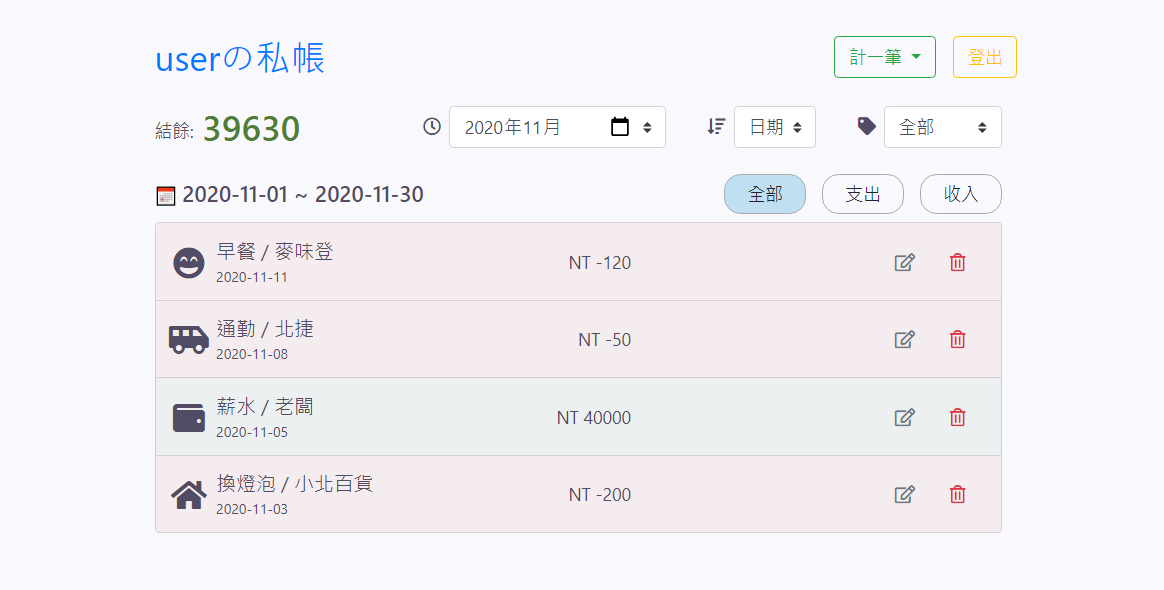 userの私帳
計一筆
登出
結餘: 39630
2020年11月
日期
全部
2020-11-01 ~ 2020-11-30
全部
支出
收入
早餐 / 麥味登
2020-11-11
NT -120
通勤 / 北捷
2020-11-08
NT -50
薪水 / 老闆
2020-11-05
NT 40000
換燈泡 / 小北百貨
2020-11-03
NT -200